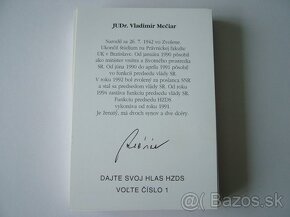 JUDr. Vladimír Mečiar
Narodil sa 26. 7. 1942 vo Zvolene.
Ukončil štúdium na Právnickej fakulte
UK v Bratislave. Od januára 1990 pôsobil
ako minister vnútra a životného prostredia
SR. Od júna 1990 do apríla 1991 pôsobil
vo funkcii predsedu vlády SR.
V roku 1992 bol zvolený za poslanca SNR
a stal sa predsedom vlády SR. Od roku
1994 zastáva funkciu predsedu vlády SR.
Funkciu predsedu HZDS
vykonáva od roku 1991.
Je ženatý, má dvoch synov a dve dcéry.
DAJTE SVOJ HLAS HZDS
VOĽTE ČÍSLO 1
bazos.sk